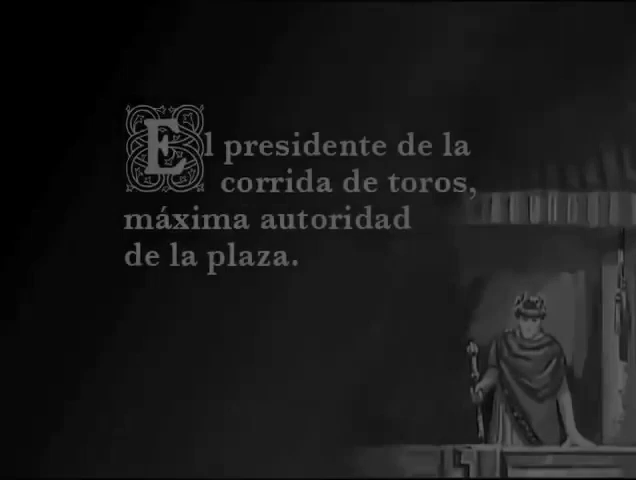 El presidente de la
corrida de toros,
máxima autoridad
de la plaza.